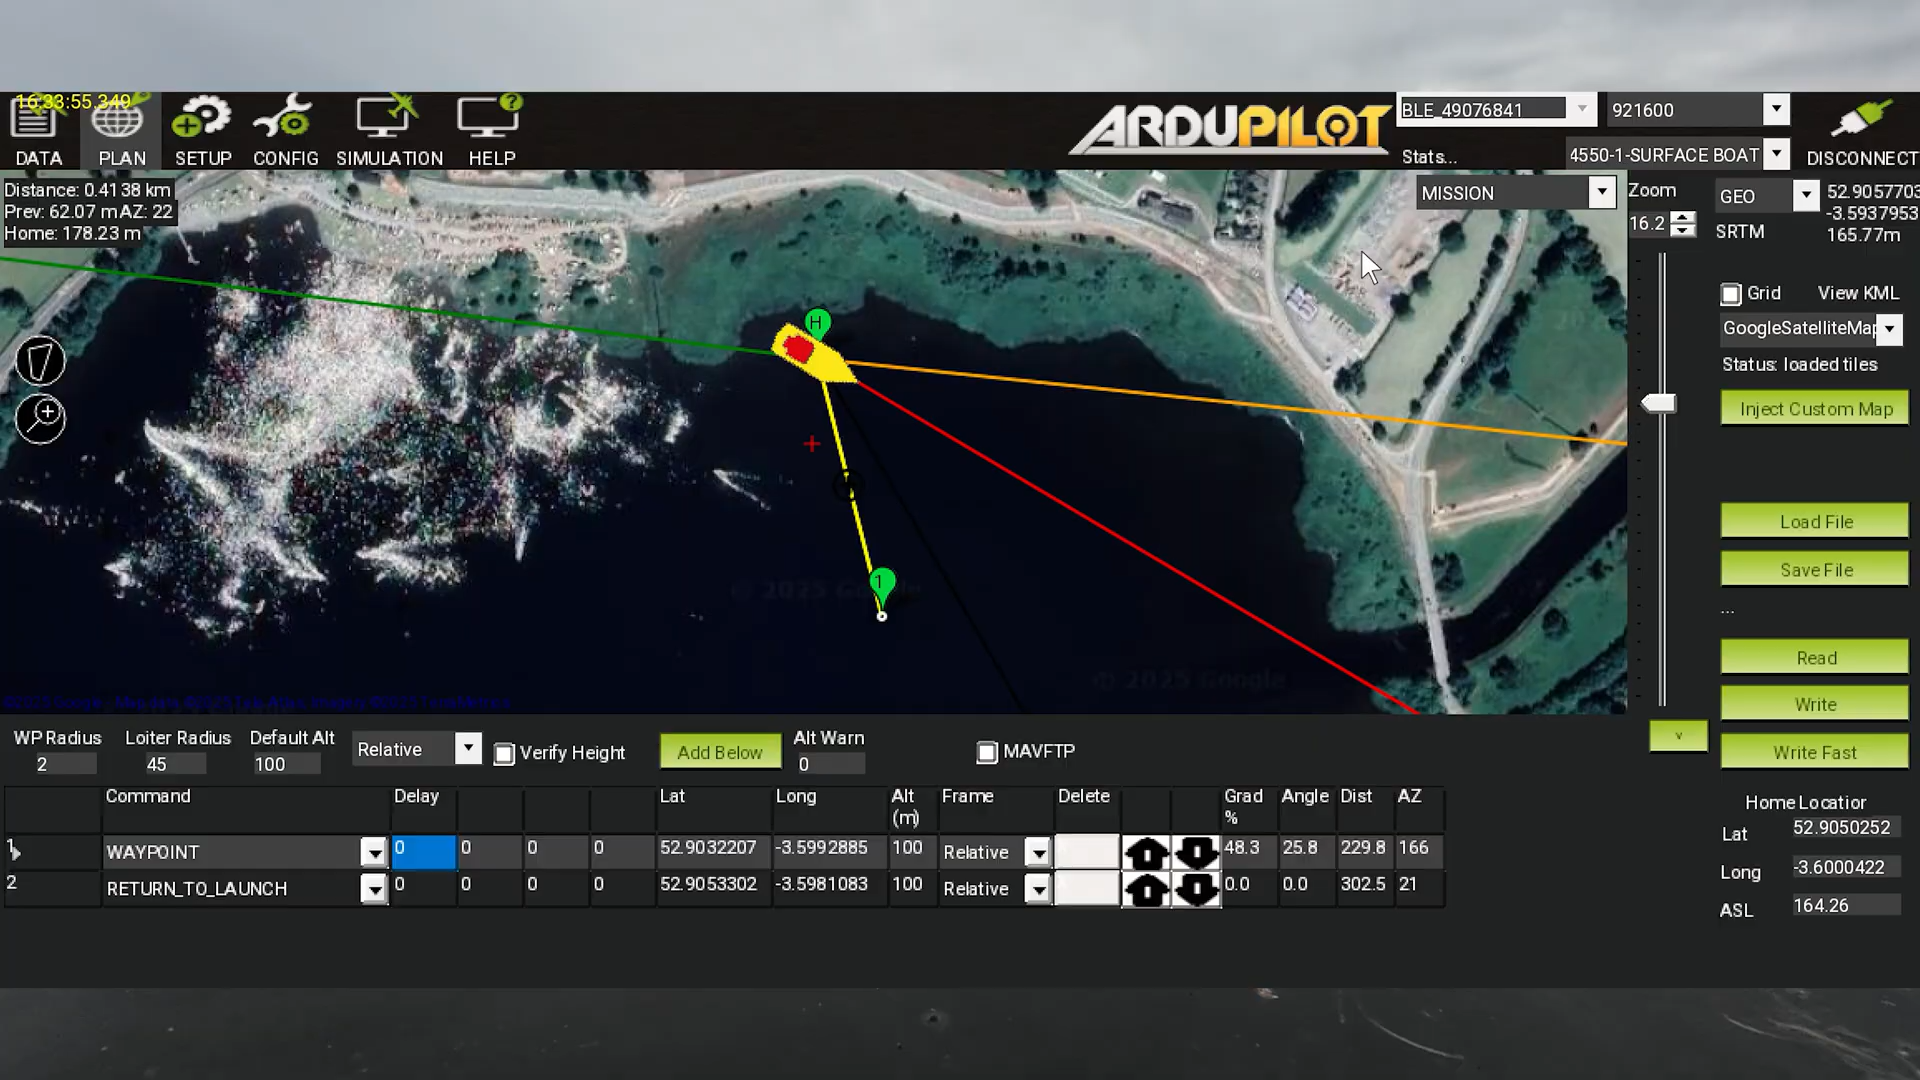 16:33:55.349
DATA
PLAN
SETUP
CONFIG
SIMULATION
HELP
ARDUPILOT
BLE_49076841
921600
Stats...
4550-1-SURFACE BOAT
DISCONNECT
Distance: 0.4138 km
Prev: 62.07 m AZ: 22
Home: 178.23 m
MISSION
Zoom
16.2
GEO
52.9057703
-3.5937953
SRTM
165.77m
Grid
View KML
GoogleSatelliteMap
Status: loaded tiles
Inject Custom Map
Load File
Save File
...
Read
Write
Write Fast
H
1
© 2025 Google
© 2025 Google
WP Radius
2
Loiter Radius
45
Default Alt
100
Relative
Verify Height
Add Below
Alt Warn
0
MAVFTP
v
Command Delay Lat Long Alt (m) Frame Delete Grad % Angle Dist AZ
1 WAYPOINT 0 0 0 0 52.9032207 -3.5992885 100 Relative 48.3 25.8 229.8 166
2 RETURN_TO_LAUNCH 0 0 0 0 52.9053302 -3.5981083 100 Relative 0.0 0.0 302.5 21
Home Locatior
Lat 52.9050252
Long -3.6000422
ASL 164.26